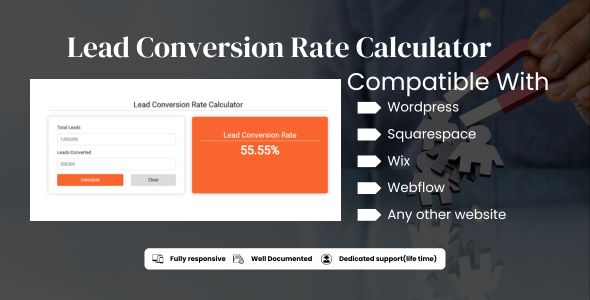 Lead Conversion Rate Calculator
Compatible With
Wordpress
Squarespace
Wix
Webflow
Any other website
Lead Conversion Rate Calculator
Total Leads
1,000,000
Leads Converted
Calculate
Clear
Lead Conversion Rate
55.55%
Fully responsive
Well Documented
Dedicated support(life time)